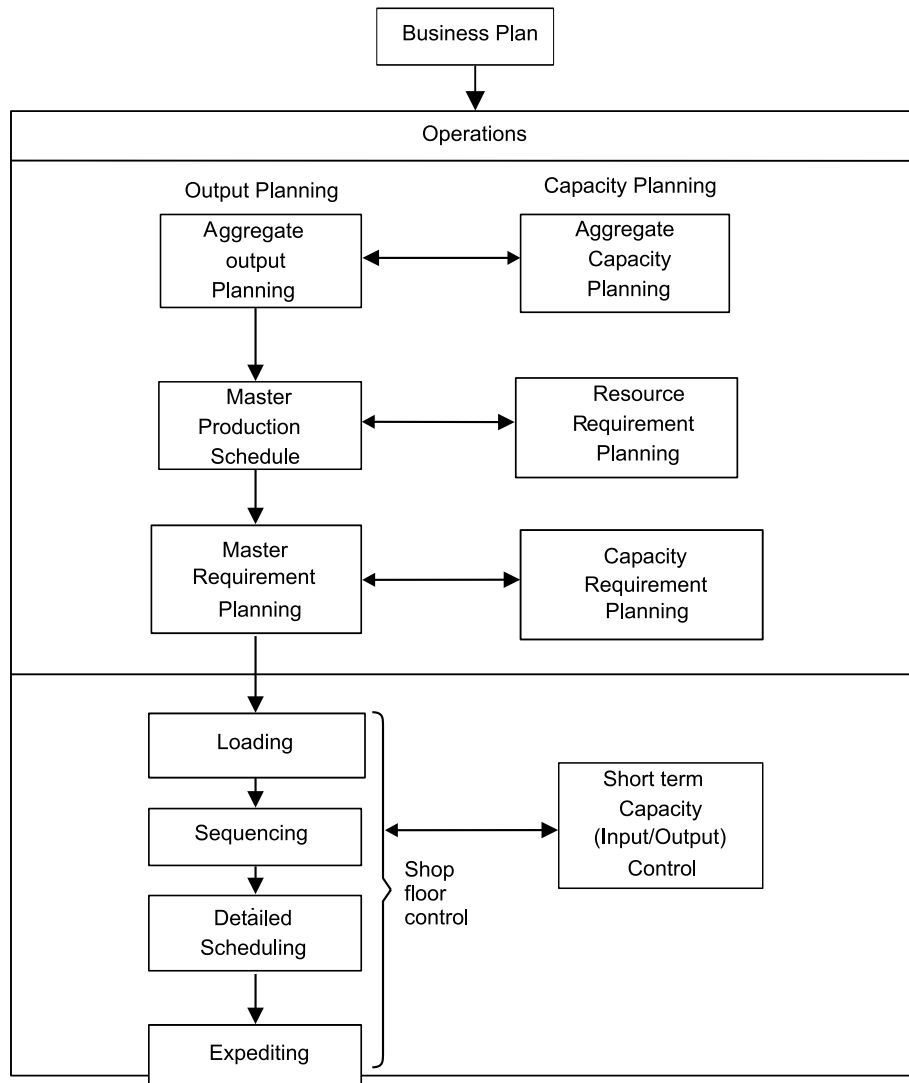 Business Plan
Operations
Output Planning
Capacity Planning
Aggregate
output
Planning
Aggregate
Capacity
Planning
Master
Production
Schedule
Resource
Requirement
Planning
Master
Requirement
Planning
Capacity
Requirement
Planning
Loading
Sequencing
Detailed
Scheduling
Expediting
Shop
floor
control
Short term
Capacity
(Input/Output)
Control